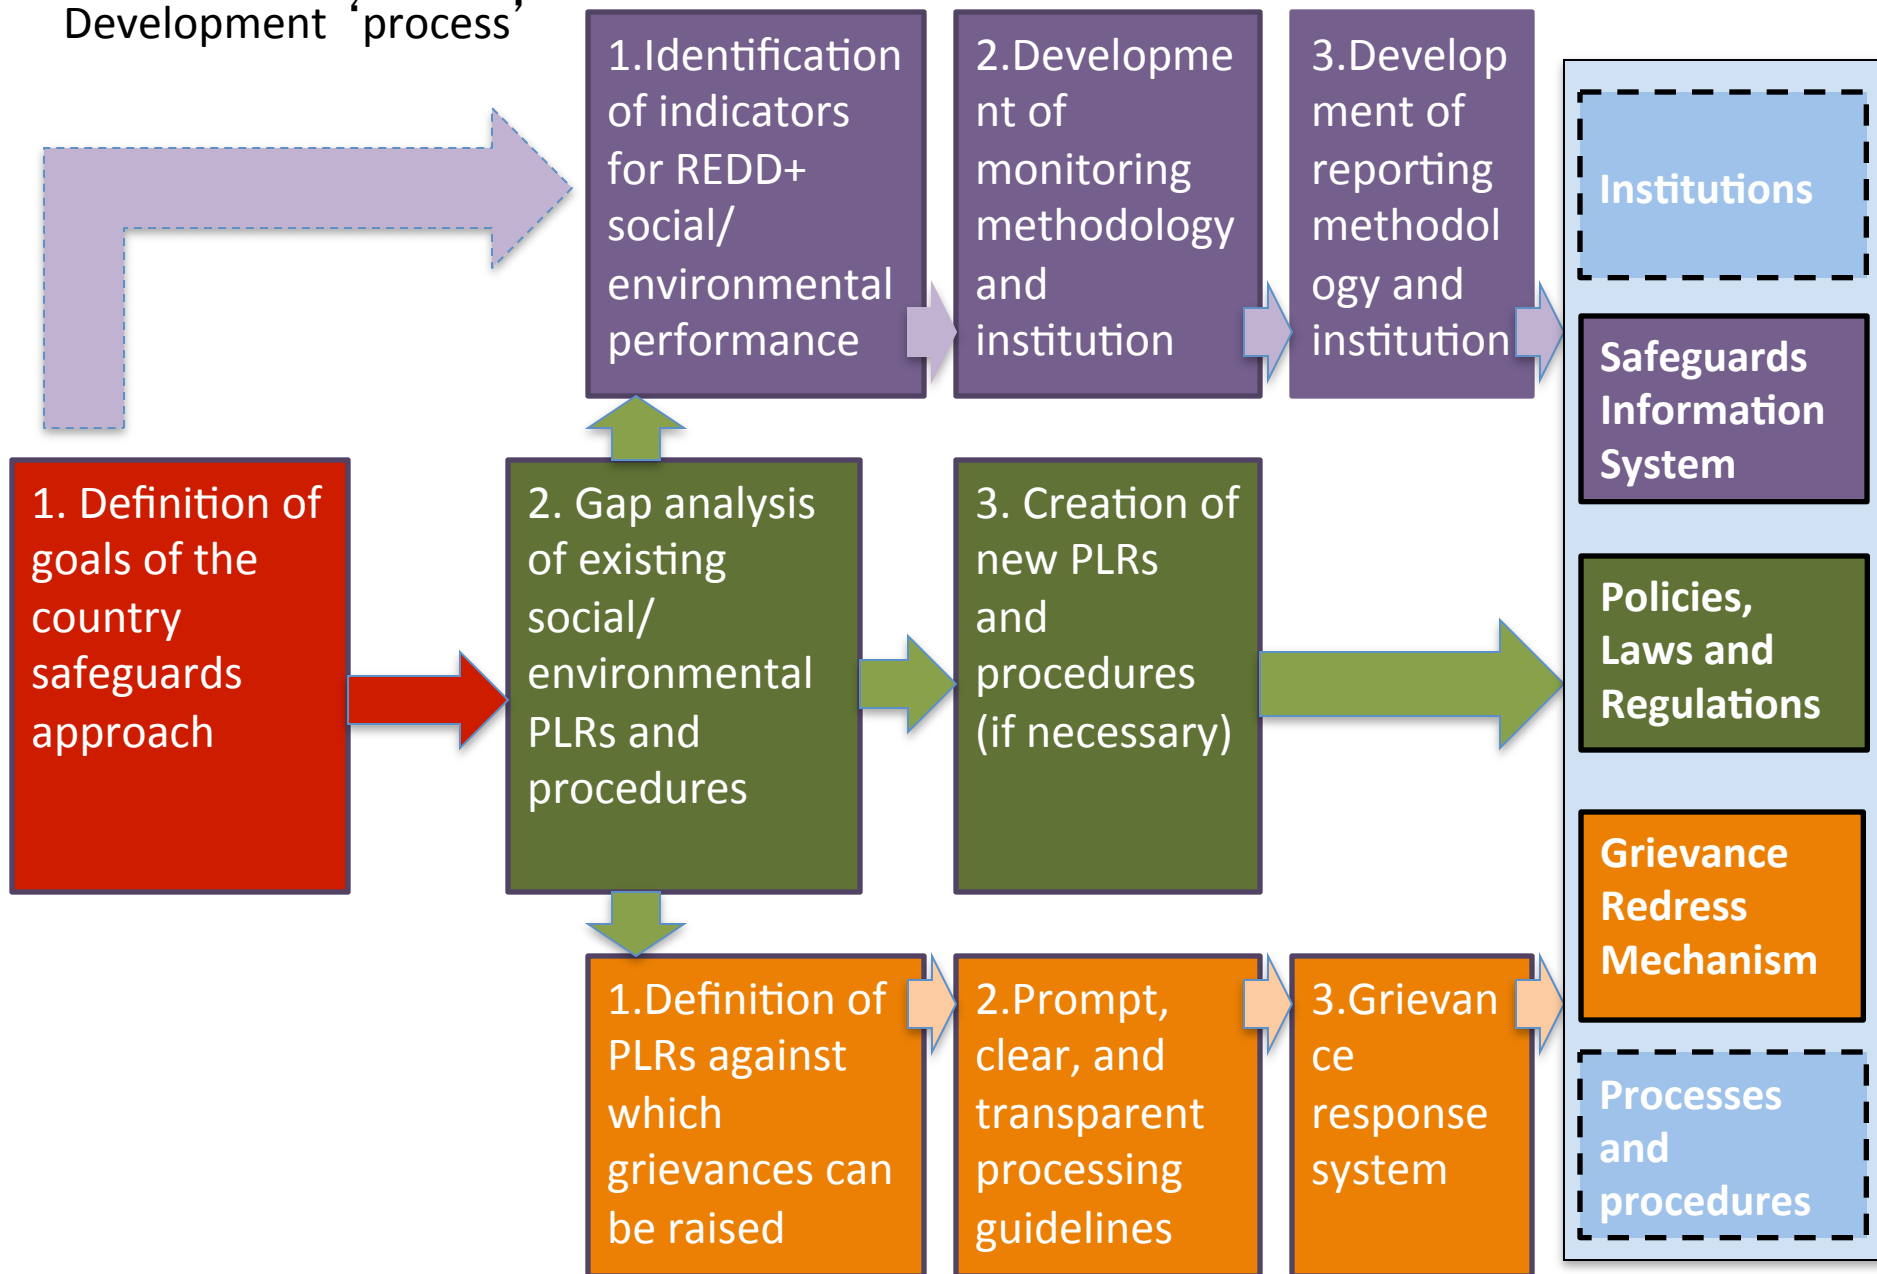 Development ‘process’
1.Identification
of indicators
for REDD+
social/
environmental
performance
2.Developme
nt of
monitoring
methodology
and
institution
3.Develop
ment of
reporting
methodol
ogy and
institution
Institutions
Safeguards
Information
System
1. Definition of
goals of the
country
safeguards
approach
2. Gap analysis
of existing
social/
environmental
PLRs and
procedures
3. Creation of
new PLRs
and
procedures
(if necessary)
Policies,
Laws and
Regulations
Grievance
Redress
Mechanism
1.Definition of
PLRs against
which
grievances can
be raised
2.Prompt,
clear, and
transparent
processing
guidelines
3.Grievan
ce
response
system
Processes
and
procedures